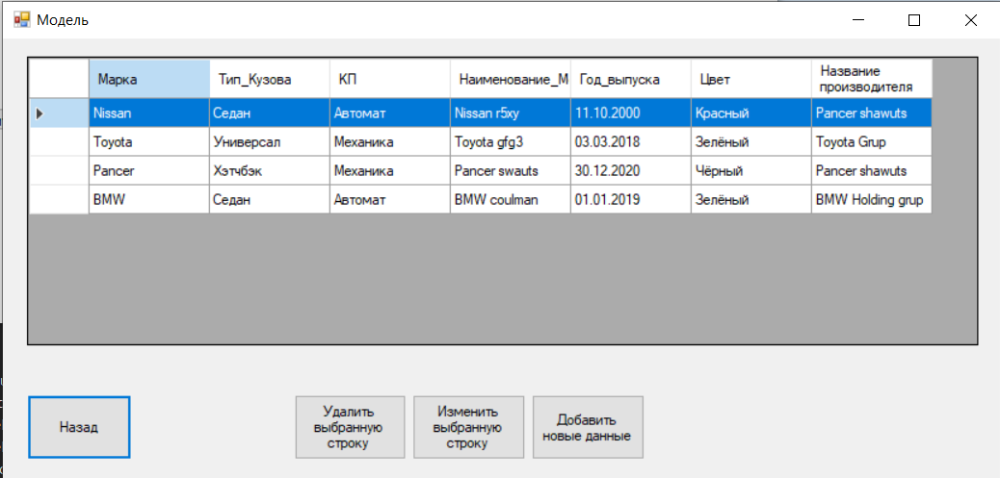 Модель
Марка Тип_Кузова КП Наименование_М Год_выпуска Цвет Название производителя
Nissan Седан Автомат Nissan r5xy 11.10.2000 Красный Pancer shawuts
Toyota Универсал Механика Toyota gfg3 03.03.2018 Зелёный Toyota Grup
Pancer Хэтчбэк Механика Pancer swauts 30.12.2020 Чёрный Pancer shawuts
BMW Седан Автомат BMW coulman 01.01.2019 Зелёный BMW Holding grup
Назад
Удалить
выбранную
строку
Изменить
выбранную
строку
Добавить
новые данные